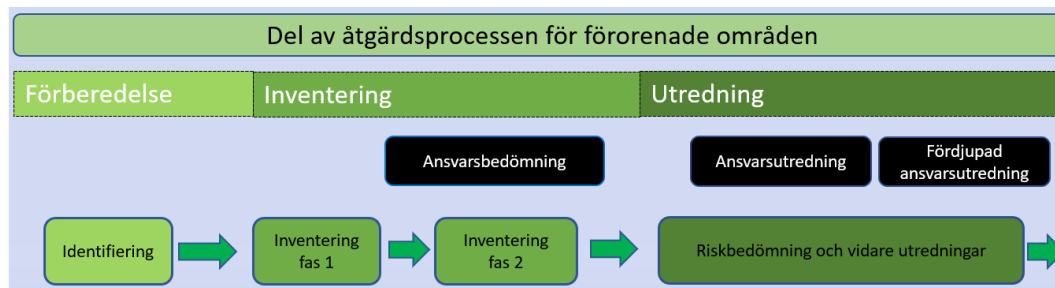 Del av åtgärdsprocessen för förorenade områden
Förberedelse
Inventering
Utredning
Ansvarsbedömning
Ansvarsutredning
Fördjupad
ansvarsutredning
Identifiering
Inventering
fas 1
Inventering
fas 2
Riskbedömning och vidare utredningar